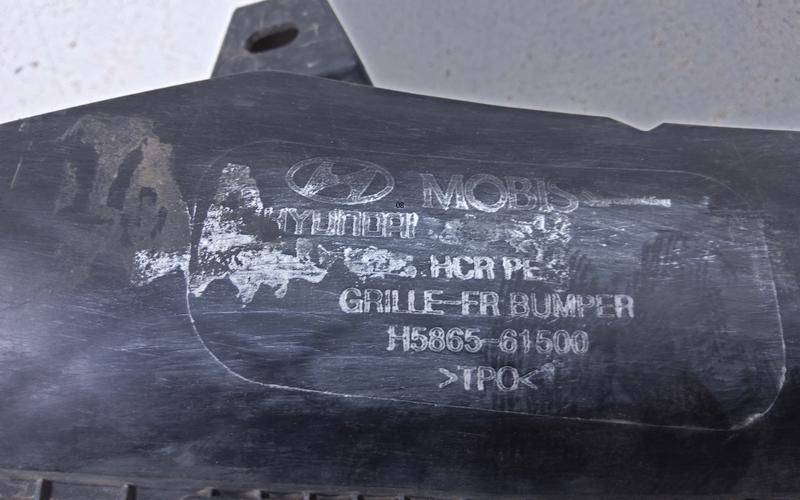 MOBIS
HYUNDAI
HCR PE
GRILLE-FR BUMPER
H5865-61500
>TPO<